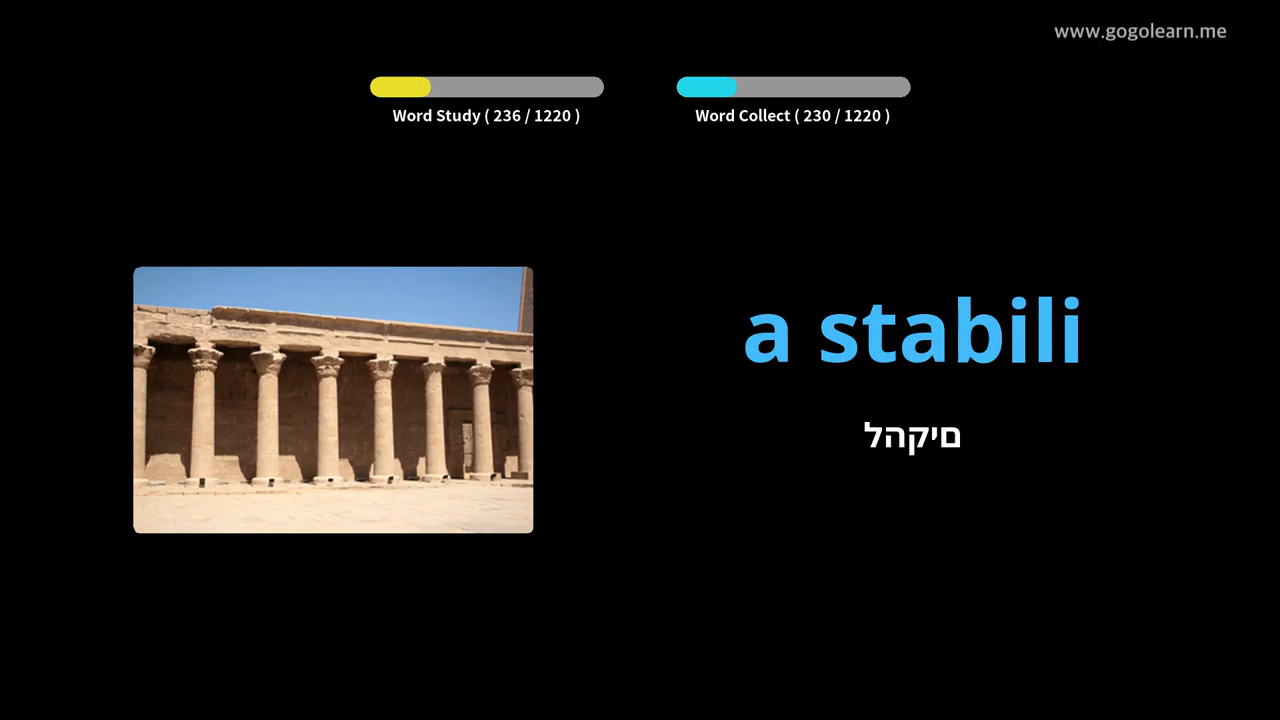 www.gogolearn.me
Word Study ( 236 / 1220 )
Word Collect ( 230 / 1220 )
a stabili
םיקהל